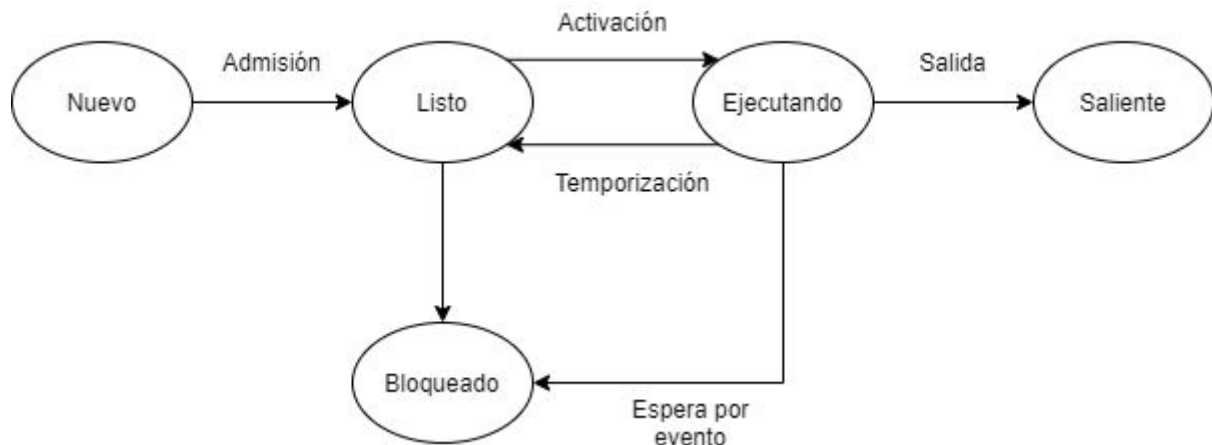 Activación
Admisión
Salida
Nuevo
Listo
Ejecutando
Saliente
Temporización
Bloqueado
Espera por
evento